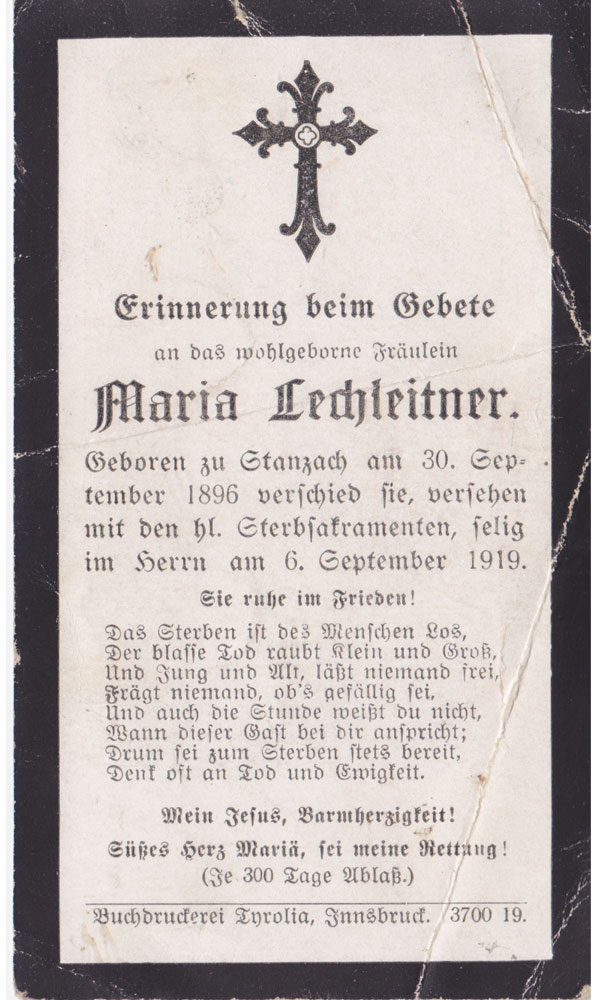 Erinnerung beim Gebete
an das wohlgeborne Fräulein
Maria Lechleitner.
Geboren zu Stanzach am 30. Sep-
tember 1896 verschied sie, versehen
mit den hl. Sterbsakramenten, selig
im Herrn am 6. September 1919.
Sie ruhe im Frieden!
Das Sterben ist des Menschen Los,
Der blasse Tod raubt Klein und Groß,
Und Jung und Alt, läßt niemand frei,
Frägt niemand, ob's gefällig sei,
Und auch die Stunde weißt du nicht,
Wann dieser Gast bei dir anspricht;
Drum sei zum Sterben stets bereit,
Denk oft an Tod und Ewigkeit.
Mein Jesus, Barmherzigkeit!
Süßes Herz Mariä, sei meine Rettung!
(Je 300 Tage Ablaß.)
Buchdruckerei Tyrolia, Innsbruck. 3700 19.